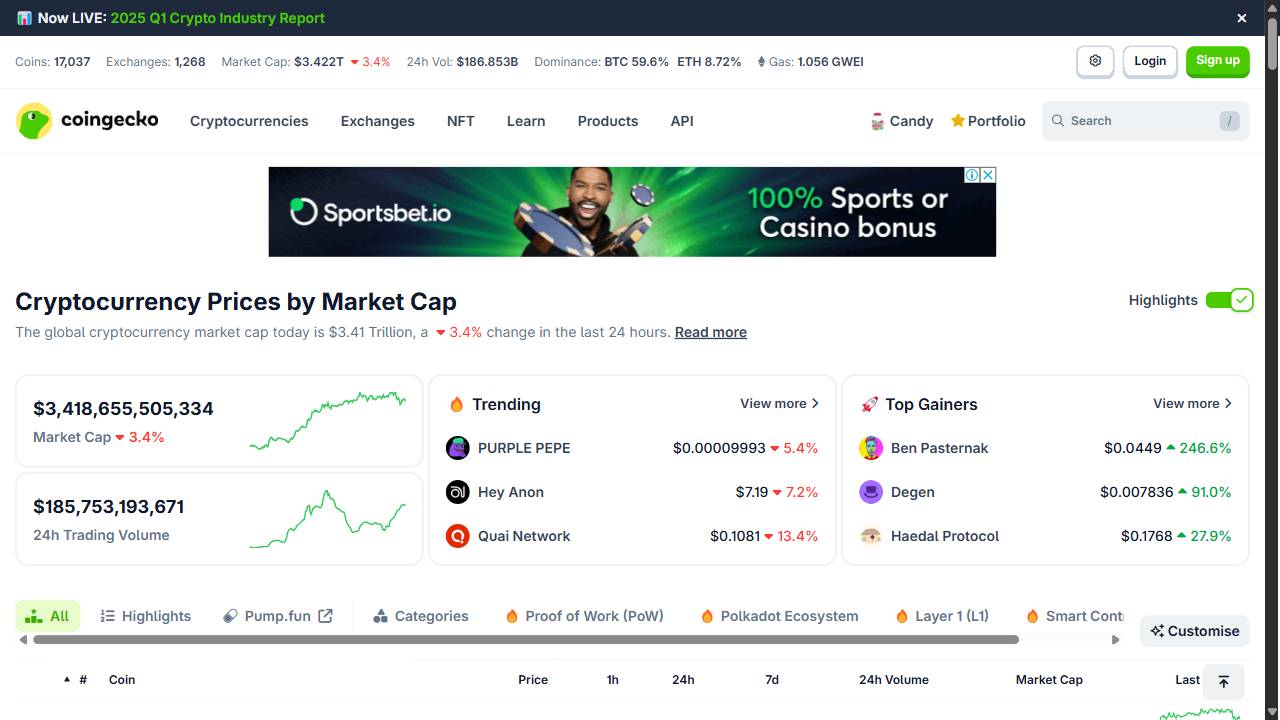 Now LIVE: 2025 Q1 Crypto Industry Report
Coins: 17,037 Exchanges: 1,268 Market Cap: $3.422T 3.4% 24h Vol: $186.853B Dominance: BTC 59.6% ETH 8.72% Gas: 1.056 GWEI Login Sign up
coingecko Cryptocurrencies Exchanges NFT Learn Products API Candy Portfolio Search /
Sportsbet.io
100% Sports or
Casino bonus
Cryptocurrency Prices by Market Cap
Highlights
The global cryptocurrency market cap today is $3.41 Trillion, a 3.4% change in the last 24 hours. Read more
$3,418,655,505,334
Market Cap 3.4%
$185,753,193,671
24h Trading Volume
Trending View more
PURPLE PEPE $0.00009993 5.4%
Hey Anon $7.19 7.2%
Quai Network $0.1081 13.4%
Top Gainers View more
Ben Pasternak $0.0449 246.6%
Degen $0.007836 91.0%
Haedal Protocol $0.1768 27.9%
All Highlights Pump.fun Categories Proof of Work (PoW) Polkadot Ecosystem Layer 1 (L1) Smart Cont
Customise
# Coin Price 1h 24h 7d 24h Volume Market Cap Last